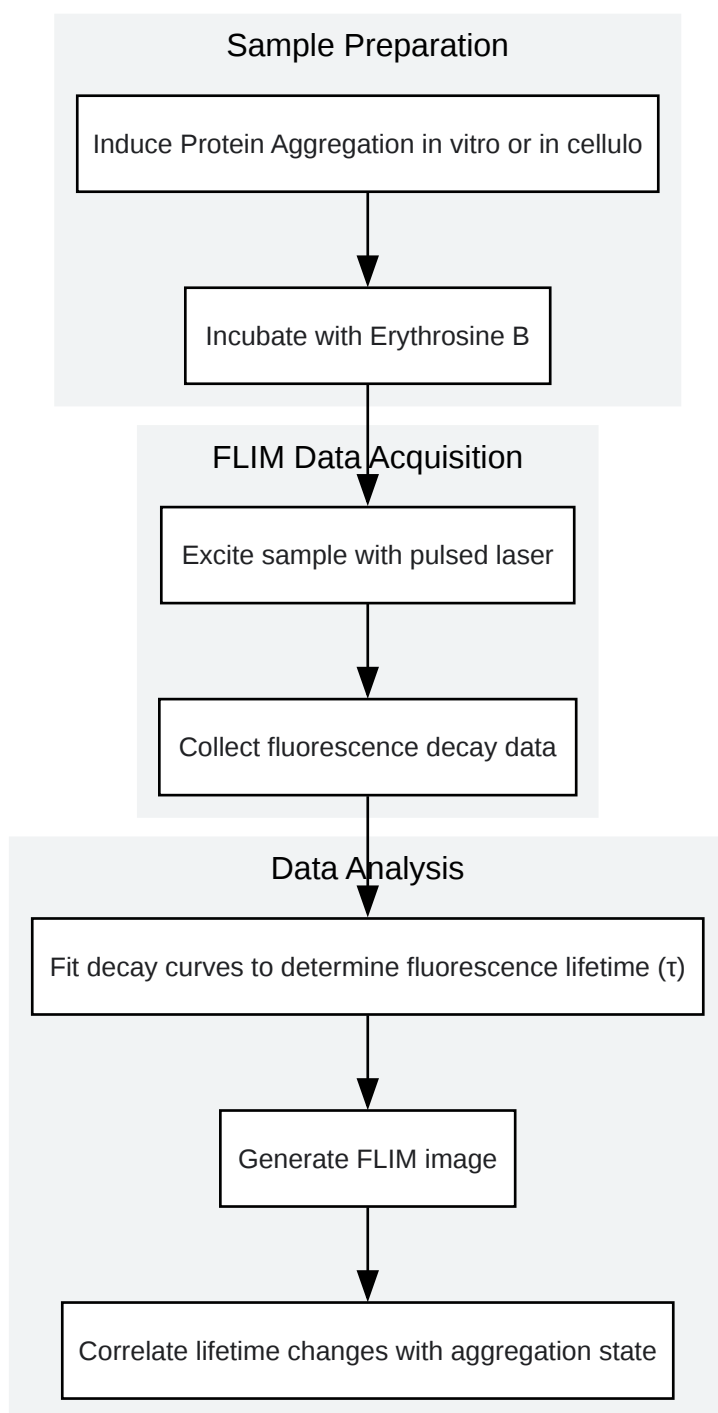 Sample Preparation
Induce Protein Aggregation in vitro or in cellulo
Incubate with Erythrosine B
FLIM Data Acquisition
Excite sample with pulsed laser
Collect fluorescence decay data
Data Analysis
Fit decay curves to determine fluorescence lifetime (τ)
Generate FLIM image
Correlate lifetime changes with aggregation state